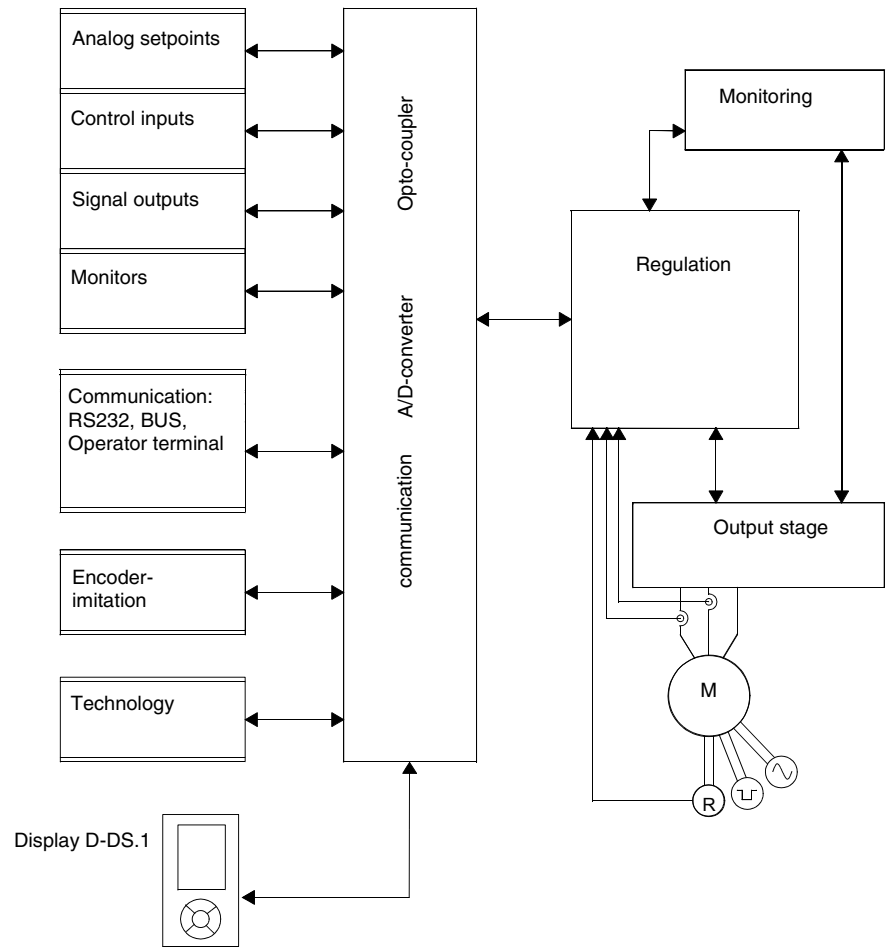 Analog setpoints
Control inputs
Signal outputs
Monitors
Communication:
RS232, BUS,
Operator terminal
Encoder-
imitation
Technology
Display D-DS.1
Opto-coupler
A/D-converter
communication
Monitoring
Regulation
Output stage
M
R